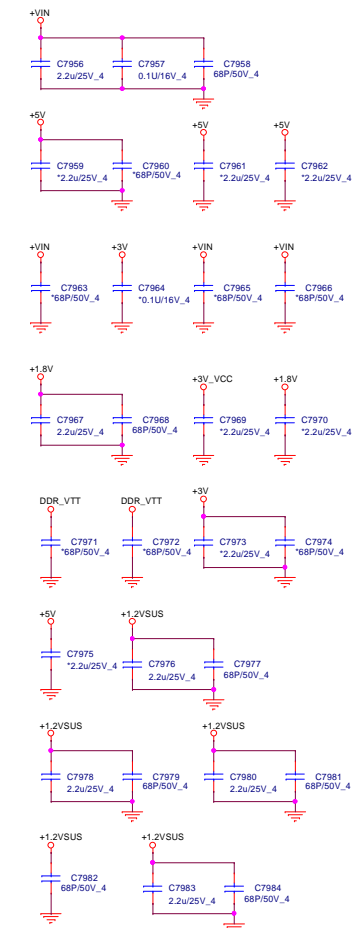 +VIN
C7956
2.2u/25V_4
C7957
0.1U/16V_4
C7958
68P/50V_4
+5V
+5V
+5V
C7959
*2.2u/25V_4
C7960
*68P/50V_4
C7961
*2.2u/25V_4
C7962
*2.2u/25V_4
+VIN
+3V
+VIN
+VIN
C7963
*68P/50V_4
C7964
*0.1U/16V_4
C7965
*68P/50V_4
C7966
*68P/50V_4
+1.8V
+3V_VCC
+1.8V
C7967
2.2u/25V_4
C7968
68P/50V_4
C7969
*2.2u/25V_4
C7970
*2.2u/25V_4
DDR_VTT
DDR_VTT
+3V
C7971
*68P/50V_4
C7972
*68P/50V_4
C7973
*2.2u/25V_4
C7974
*68P/50V_4
+5V
+1.2VSUS
C7975
*2.2u/25V_4
C7976
2.2u/25V_4
C7977
68P/50V_4
+1.2VSUS
+1.2VSUS
C7978
2.2u/25V_4
C7979
68P/50V_4
C7980
2.2u/25V_4
C7981
68P/50V_4
+1.2VSUS
+1.2VSUS
C7982
68P/50V_4
C7983
2.2u/25V_4
C7984
68P/50V_4